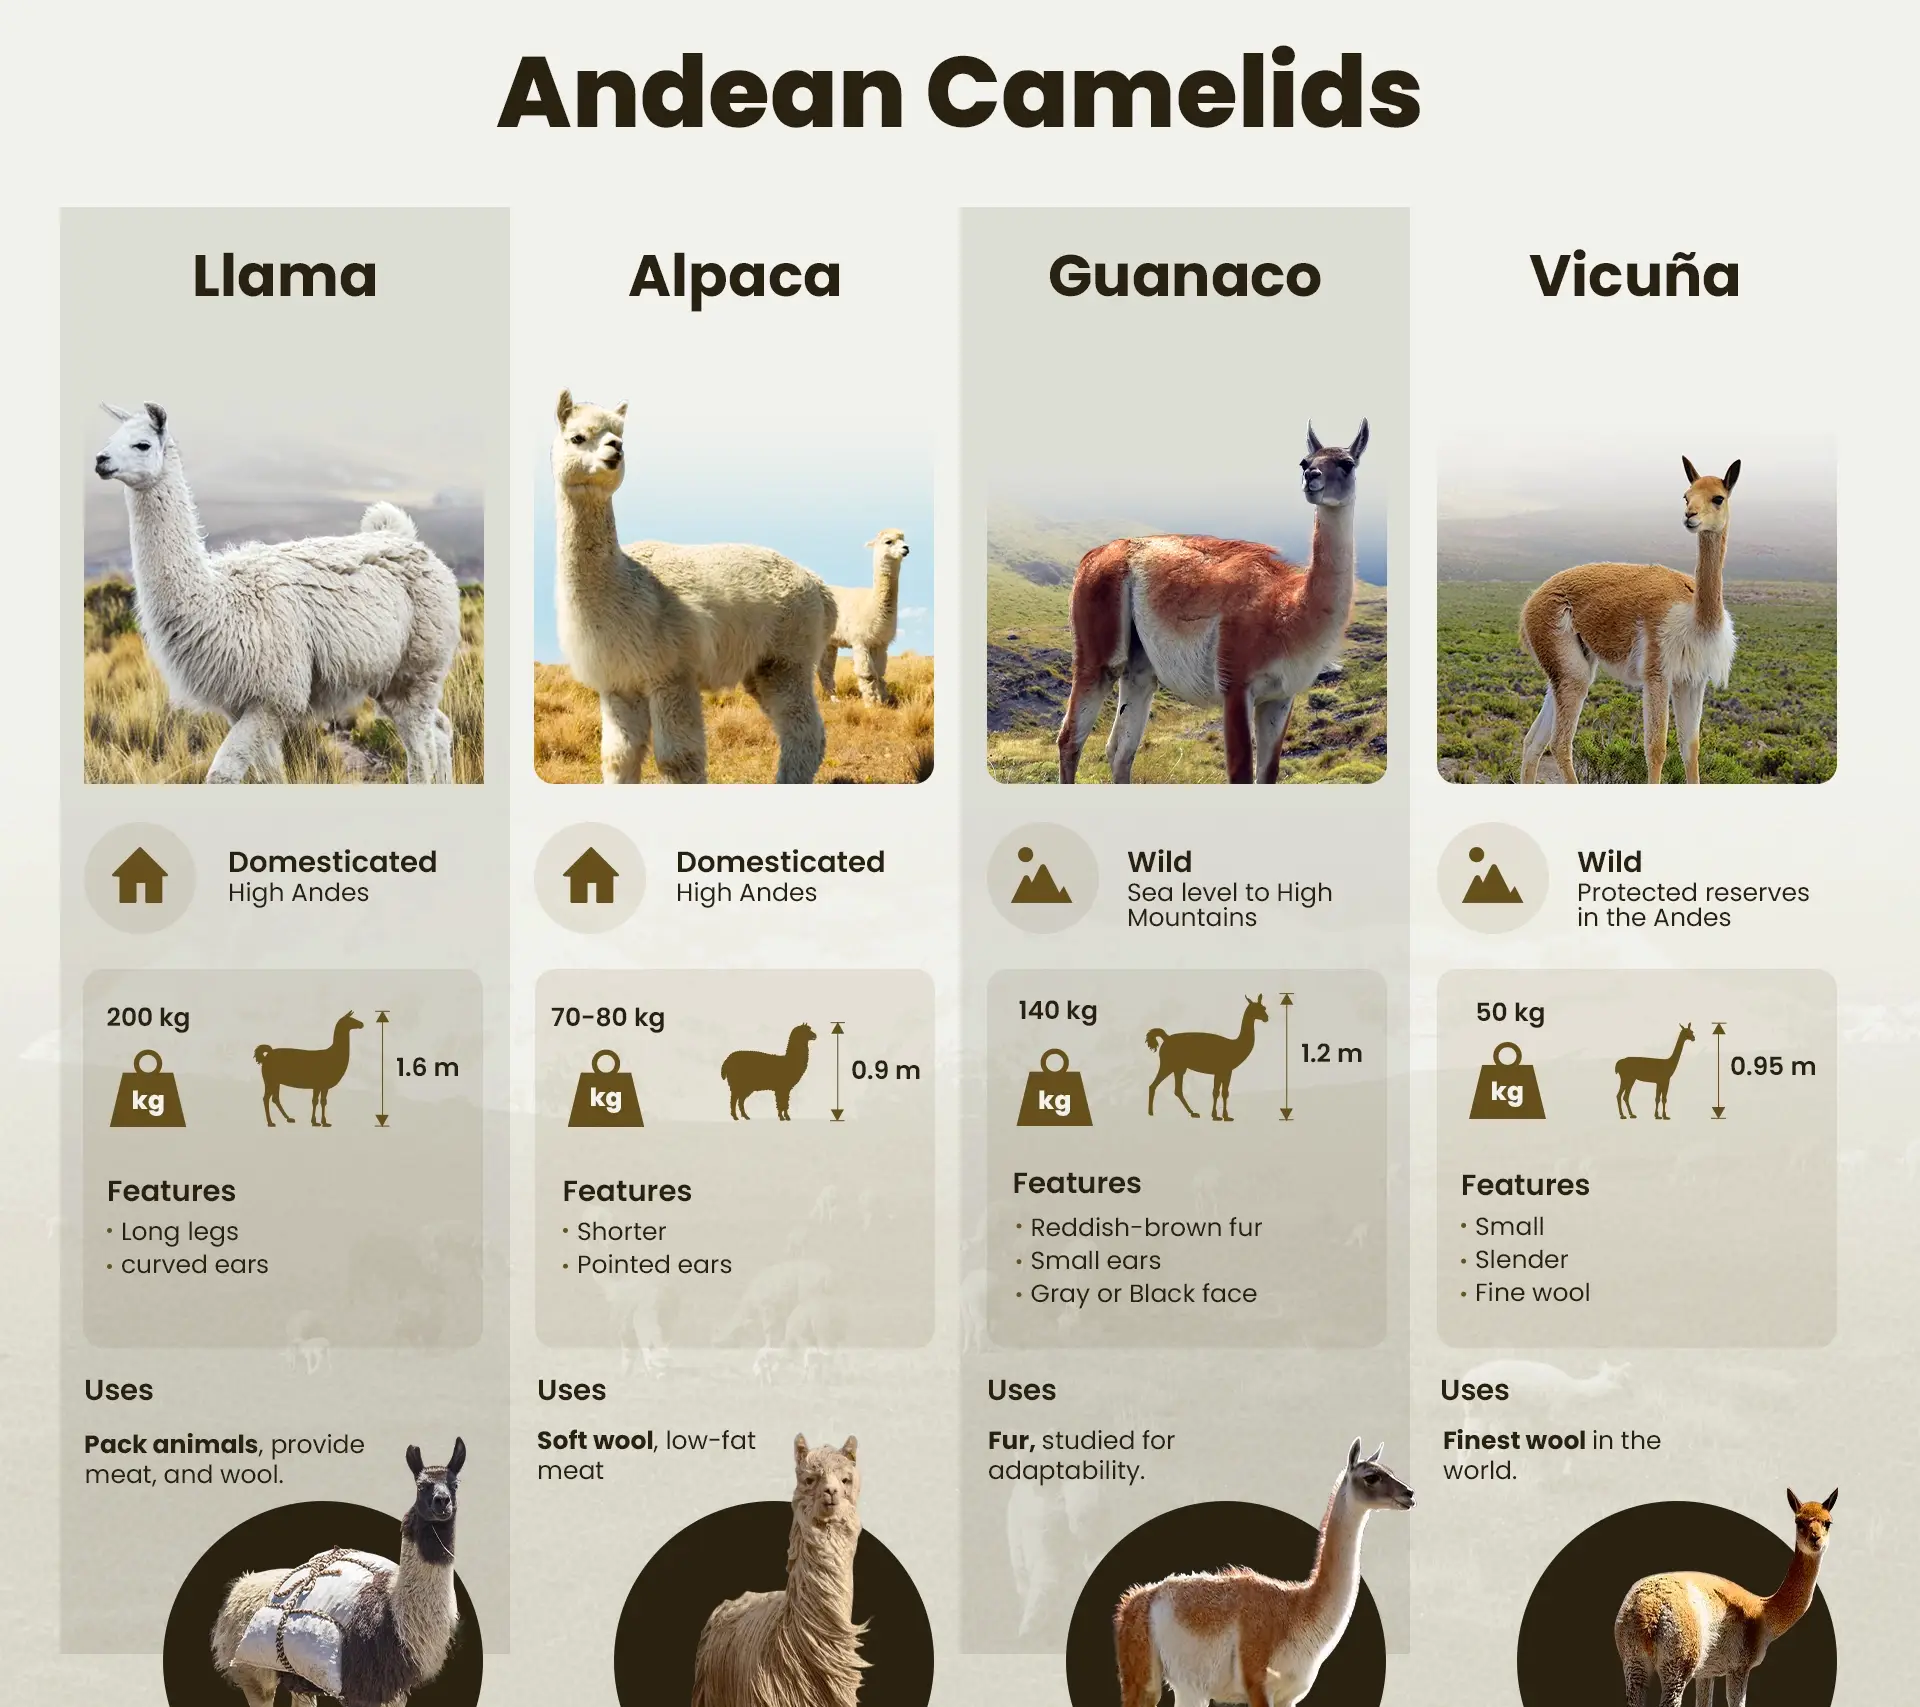 Andean Camelids
Llama
Alpaca
Guanaco
Vicuña
Domesticated
High Andes
Domesticated
High Andes
Wild
Sea level to High
Mountains
Wild
Protected reserves
in the Andes
200 kg
kg
1.6 m
Features
• Long legs
• curved ears
70-80 kg
kg
0.9 m
Features
• Shorter
• Pointed ears
140 kg
kg
1.2 m
Features
• Reddish-brown fur
• Small ears
• Gray or Black face
50 kg
kg
0.95 m
Features
• Small
• Slender
• Fine wool
Uses
Pack animals, provide
meat, and wool.
Uses
Soft wool, low-fat
meat
Uses
Fur, studied for
adaptability.
Uses
Finest wool in the
world.